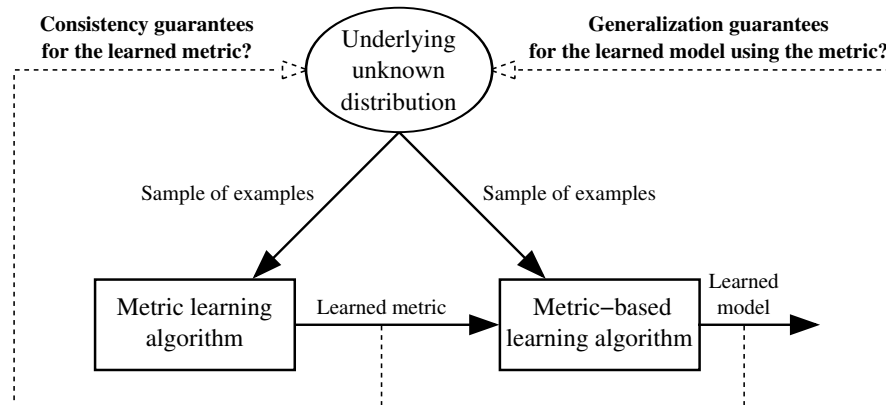 Consistency guarantees
for the learned metric?
Underlying
unknown
distribution
Generalization guarantees
for the learned model using the metric?
Sample of examples
Sample of examples
Metric learning
algorithm
Learned metric
Metric−based
learning algorithm
Learned
model